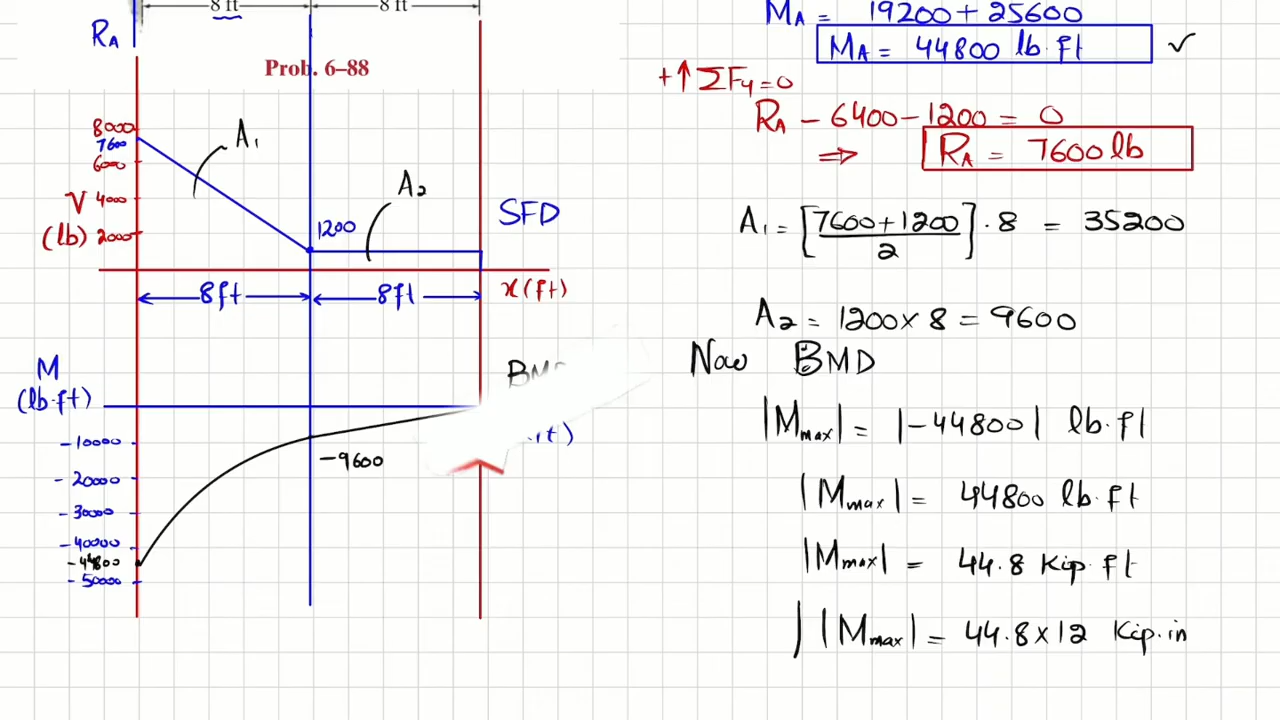 8 ft 8 ft
RA
Prob. 6–88
8000
7600
6000
V 4000
(lb) 2000
A1
A2
1200
SFD
8ft 8ft x(ft)
M
(lb·ft)
-10000
-20000
-30000
-40000
-44800
-50000
-9600
MA = 19200+25600
MA = 44800 lb·ft ✓
+↑ ΣFy=0
RA - 6400-1200 = 0
⇒ RA = 7600 lb
A1 = [7600+1200/2] · 8 = 35200
A2 = 1200×8 = 9600
Now BMD
|Mmax| = |-44800| lb·ft
|Mmax| = 44800 lb·ft
|Mmax| = 44.8 Kip·ft
|Mmax| = 44.8×12 Kip·in